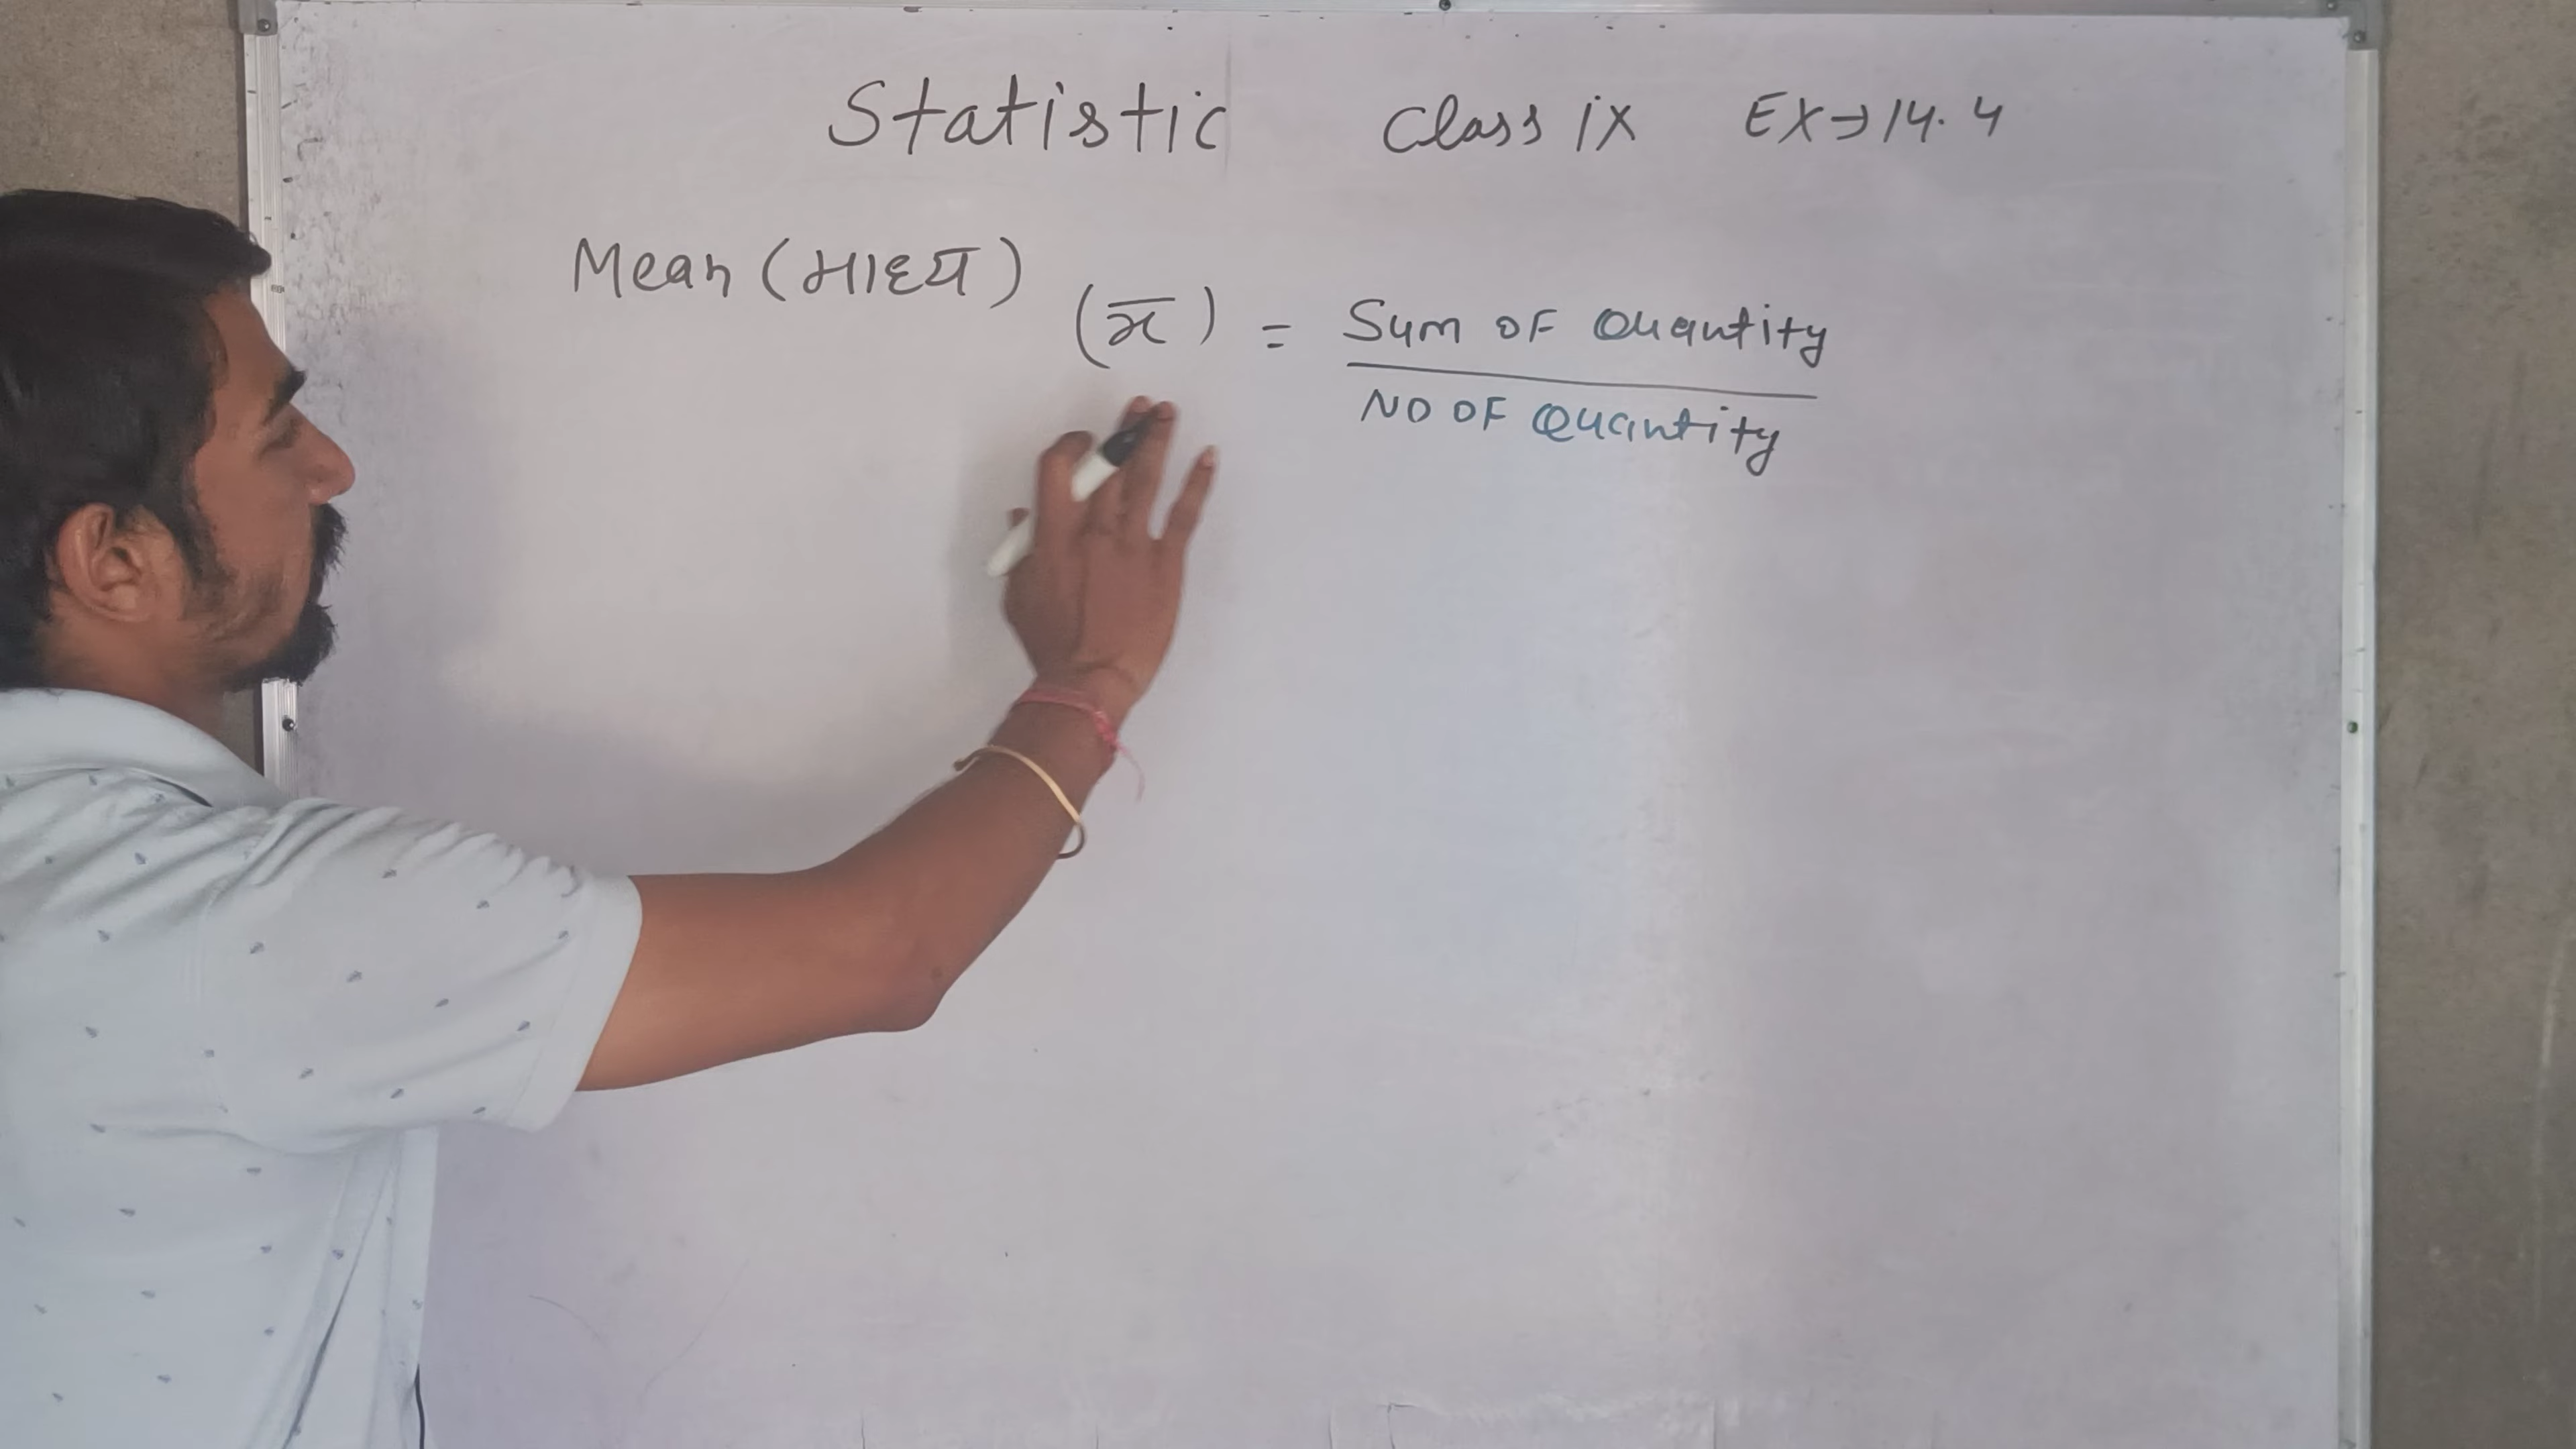 Statistic Class IX EX→14.4
Mean (माध्य)
(x̄) = Sum OF Quantity
NO OF Quantity